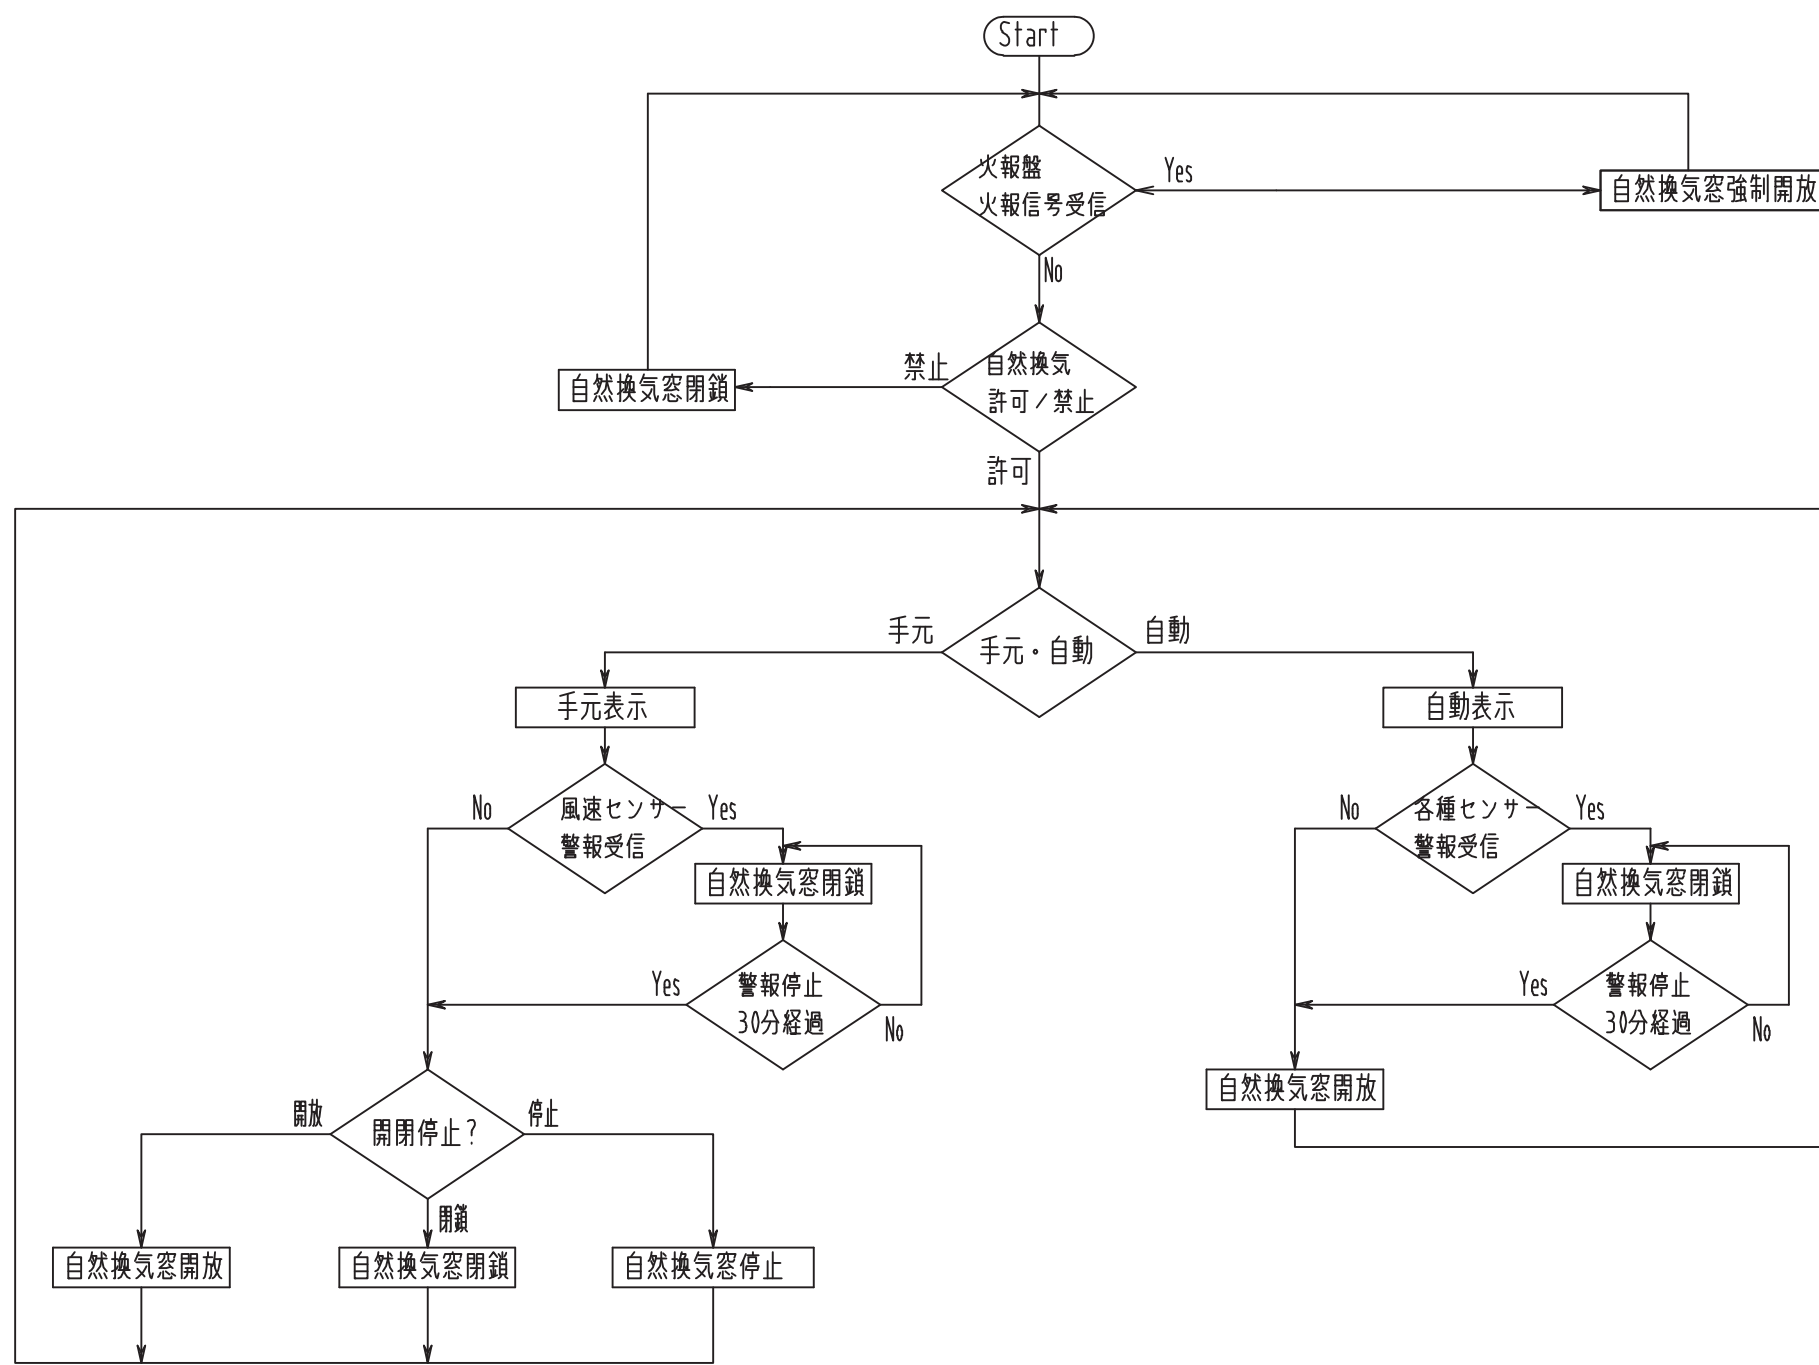 Start
火報盤
火報信号受信
Yes
自然換気窓強制開放
No
自然換気
許可/禁止
禁止
自然換気窓閉鎖
許可
手元
手元・自動
自動
手元表示
自動表示
No
風速センサー
警報受信
Yes
No
各種センサー
警報受信
Yes
自然換気窓閉鎖
自然換気窓閉鎖
Yes
警報停止
30分経過
No
Yes
警報停止
30分経過
No
自然換気窓開放
開放
開閉停止?
停止
閉鎖
自然換気窓開放
自然換気窓閉鎖
自然換気窓停止